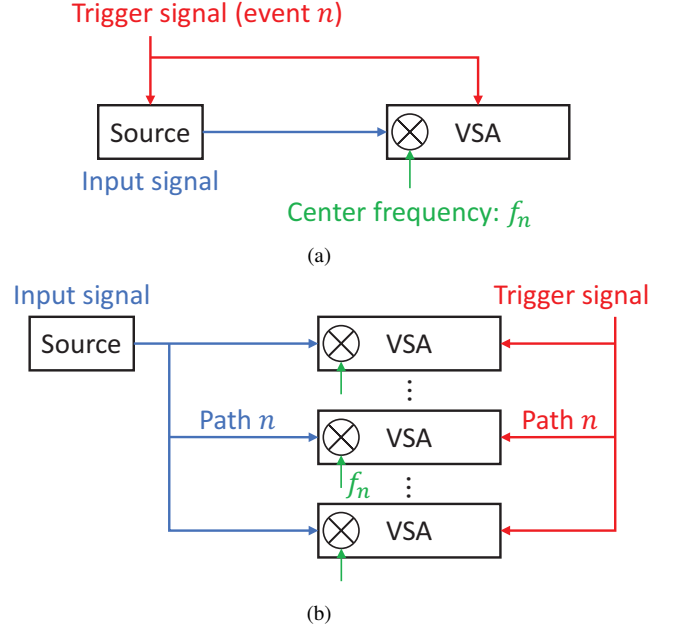 Trigger signal (event n)
Source
VSA
Input signal
Center frequency: fₙ
(a)
Input signal
Trigger signal
Source
VSA
⋮
Path n
VSA
Path n
fₙ
⋮
VSA
(b)